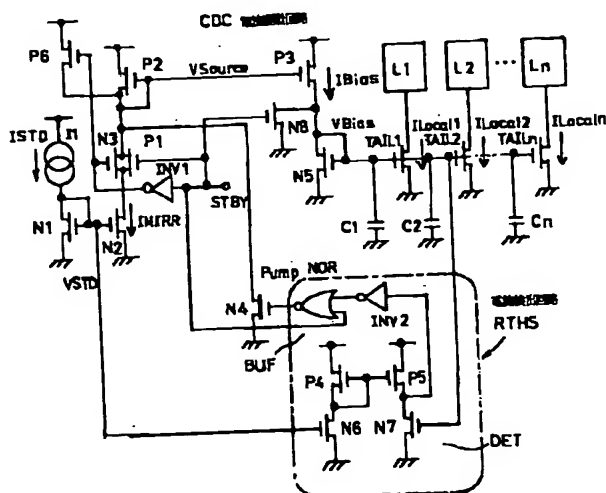 CDC
P6
P2
VSource
P3
IBias
L1
L2
...
Ln
ISTD
I1
N3
P1
INV1
N8
VBias
TAIL1
ILocal1
TAIL2
ILocal2
TAILn
ILocaln
N5
STBY
N1
N2
IMIRR
VSTD
C1
C2
Cn
Pump
NOR
N4
INV2
RTHS
BUF
P4
P5
N6
N7
DET